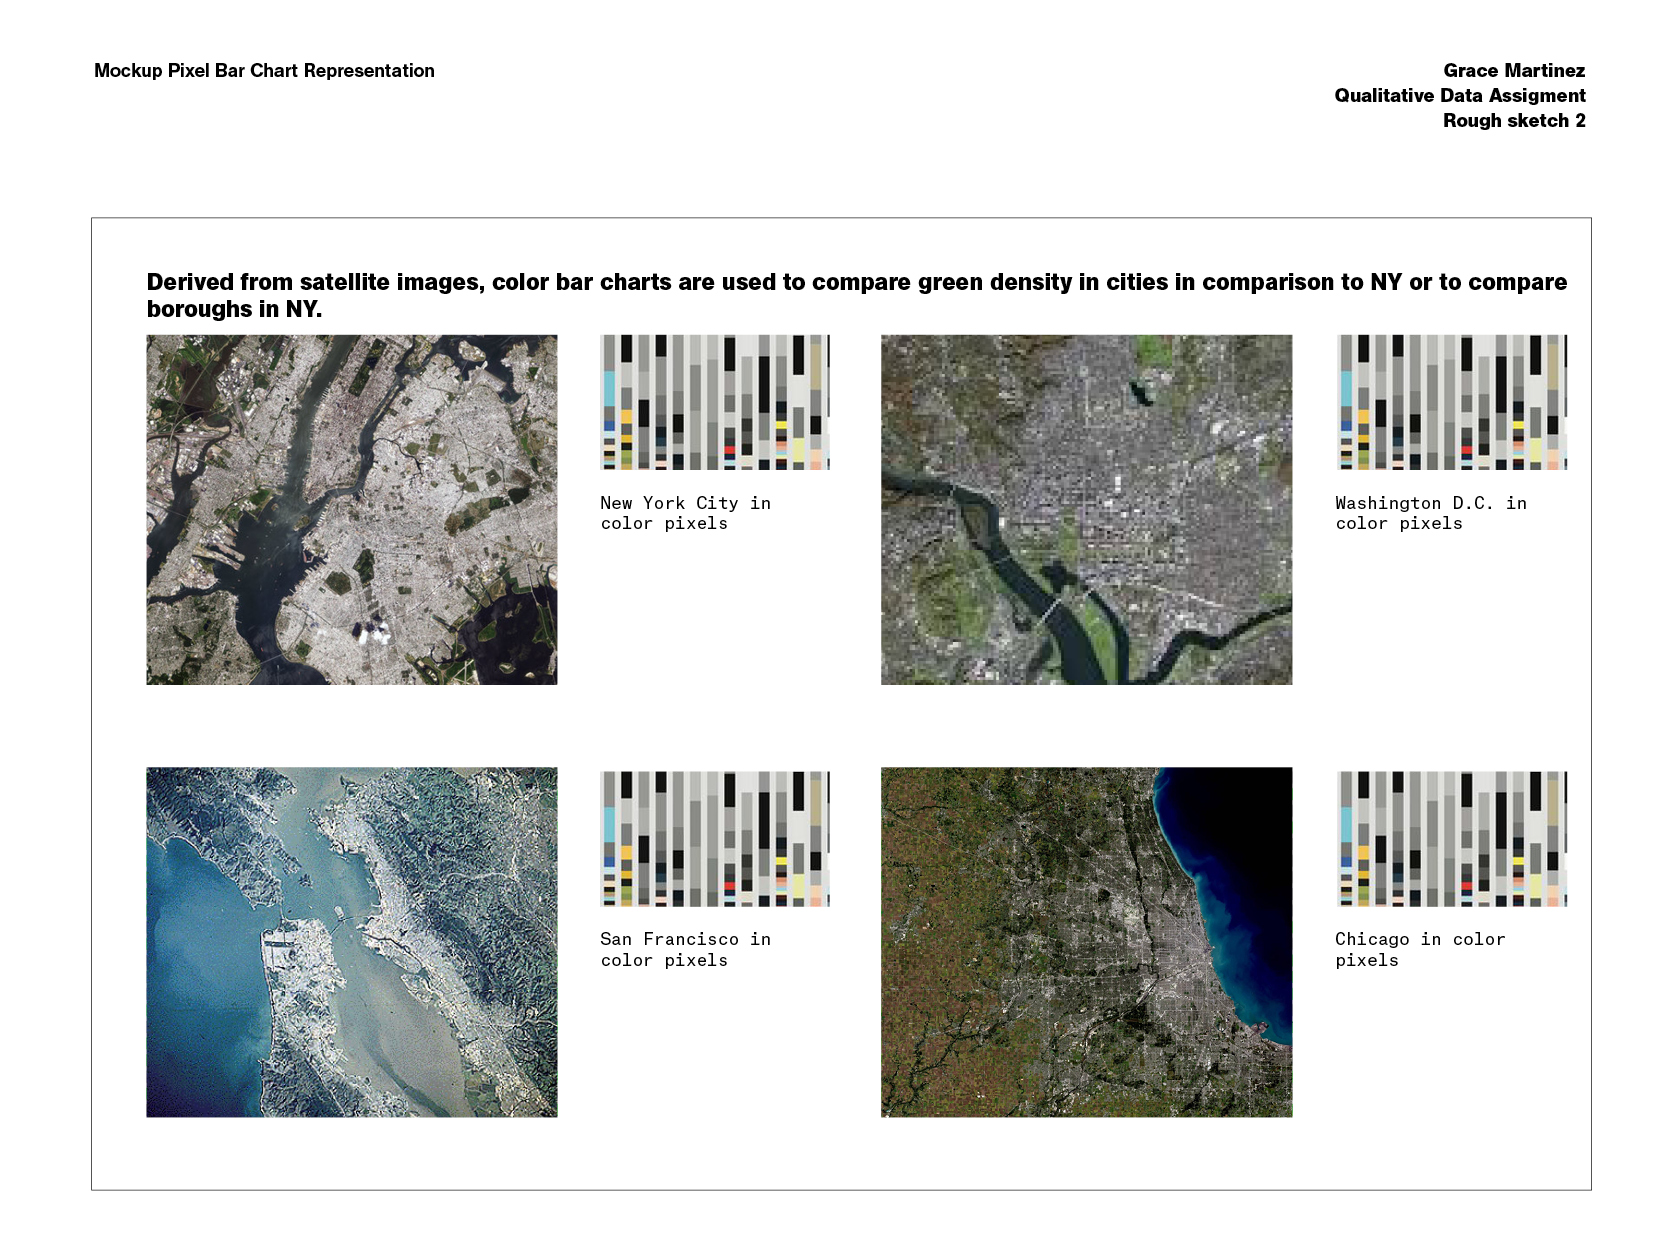 Mockup Pixel Bar Chart Representation
Grace Martinez
Qualitative Data Assigment
Rough sketch 2
Derived from satellite images, color bar charts are used to compare green density in cities in comparison to NY or to compare
boroughs in NY.
New York City in
color pixels
Washington D.C. in
color pixels
San Francisco in
color pixels
Chicago in color
pixels